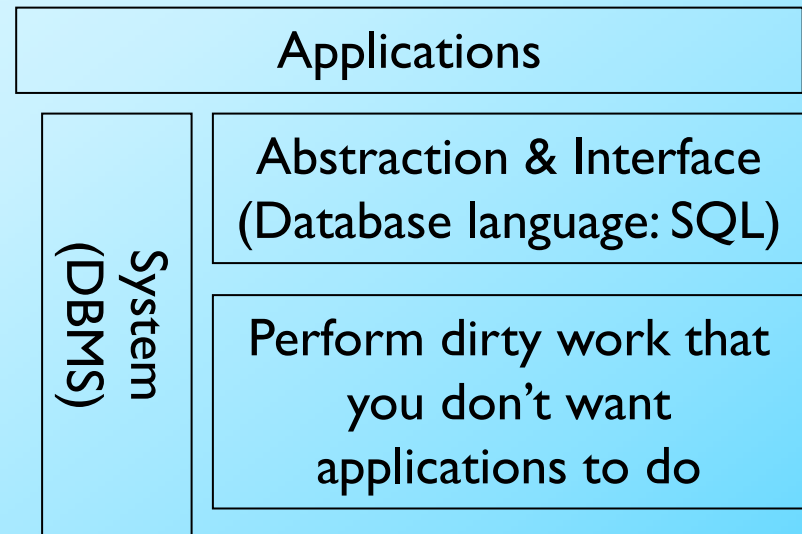 Applications
System
(DBMS)
Abstraction & Interface
(Database language: SQL)
Perform dirty work that
you don’t want
applications to do